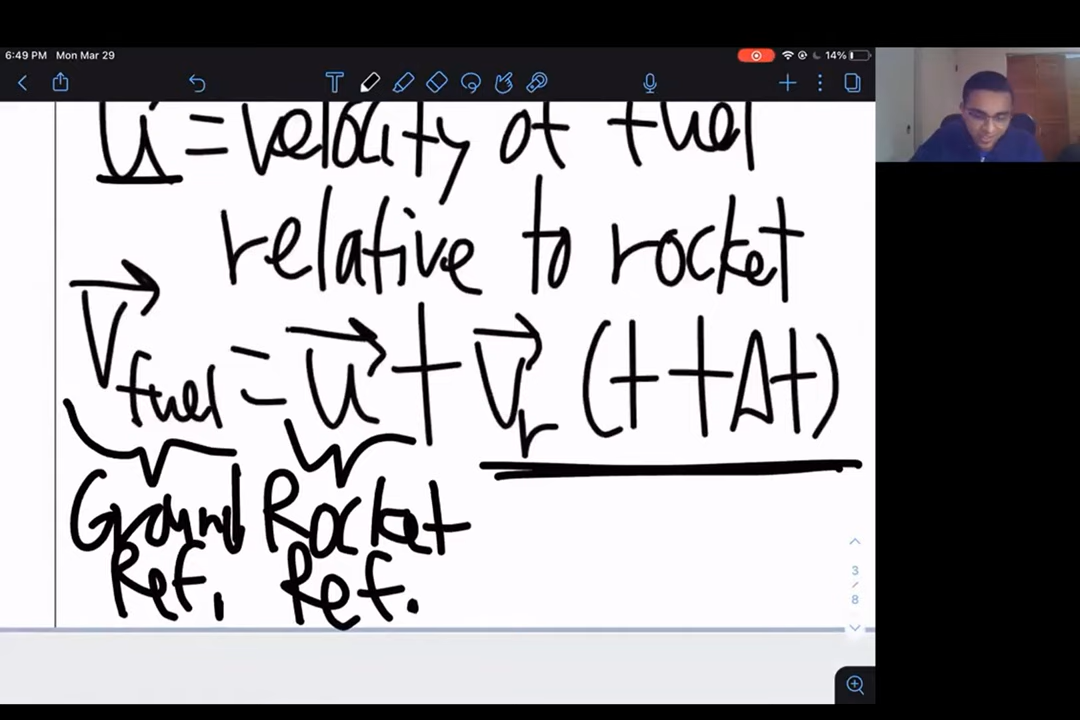 6:49 PM Mon Mar 29
14%
T
u = velocity of fuel
relative to rocket
V fuel = u + Vr (t + Δt)
Ground Rocket
Ref. Ref.
3
/
8